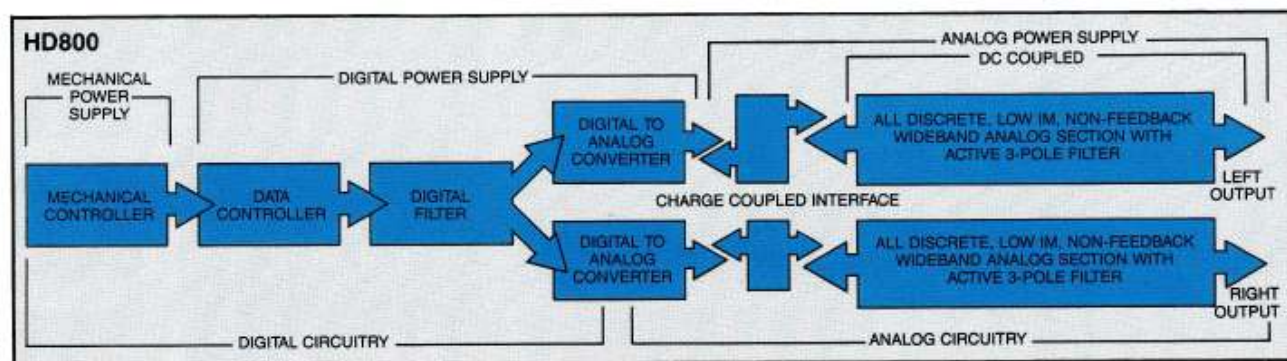 HD800
MECHANICAL
POWER
SUPPLY
DIGITAL POWER SUPPLY
ANALOG POWER SUPPLY
DC COUPLED
MECHANICAL
CONTROLLER
DATA
CONTROLLER
DIGITAL
FILTER
DIGITAL TO
ANALOG
CONVERTER
ALL DISCRETE, LOW IM, NON-FEEDBACK
WIDEBAND ANALOG SECTION WITH
ACTIVE 3-POLE FILTER
LEFT
OUTPUT
CHARGE COUPLED INTERFACE
DIGITAL TO
ANALOG
CONVERTER
ALL DISCRETE, LOW IM, NON-FEEDBACK
WIDEBAND ANALOG SECTION WITH
ACTIVE 3-POLE FILTER
RIGHT
OUTPUT
DIGITAL CIRCUITRY
ANALOG CIRCUITRY